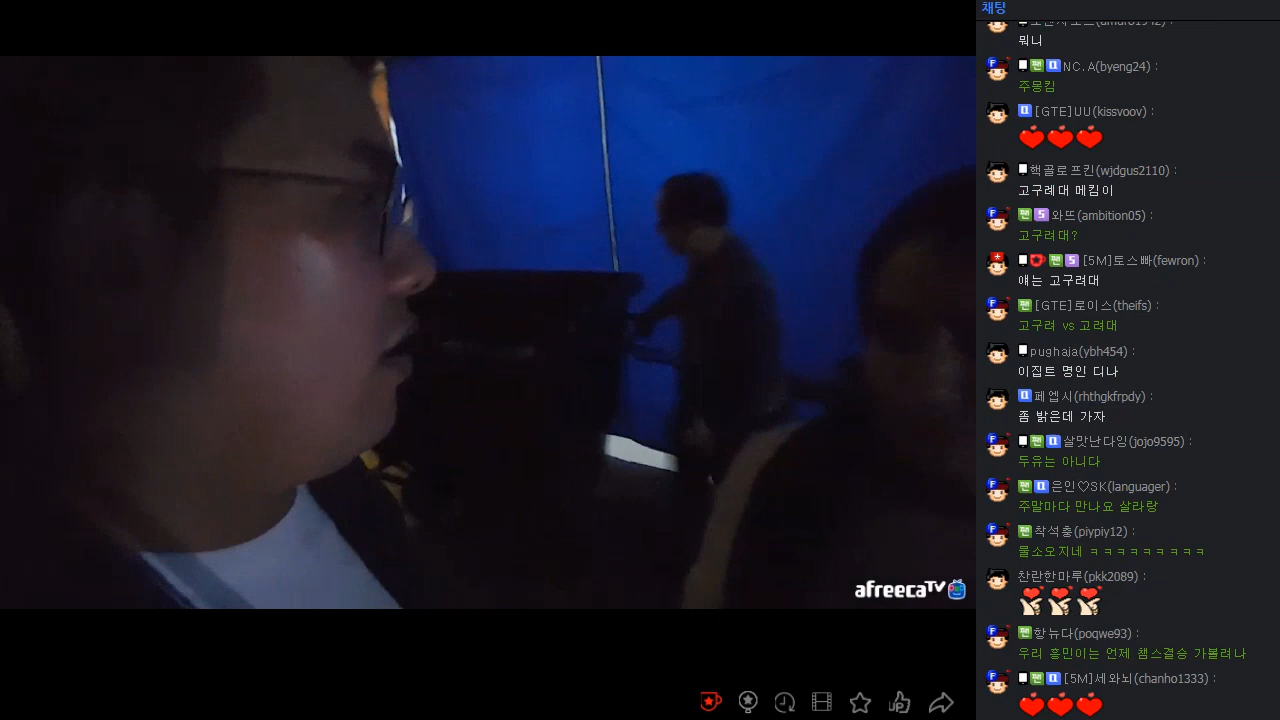 채팅
뭐니
NC.A(byeng24) :
주몽킴
[GTE]UU(kissvoov) :
핵골로프킨(wjdgus2110) :
고구례대 메킴이
와뜨(ambition05) :
고구려대?
[5M]토스빠(fewron) :
얘는 고구려대
[GTE]로이스(theifs) :
고구려 vs 고려대
pughaja(ybh454) :
이집트 명인 디나
페엡시(rhthgkfrpdy) :
좀 밝은데 가자
살맛난다잉(jojo9595) :
두유는 아니다
은인♡SK(languager) :
주말마다 만나요 살라랑
착석충(piypiy12) :
물소오지네 ㅋㅋㅋㅋㅋㅋㅋㅋㅋ
찬란한마루(pkk2089) :
항뉴다(poqwe93) :
우리 흥민이는 언제 챔스결승 가볼려나
[5M]세와뇌(chanho1333) :
afreecaTV
UP